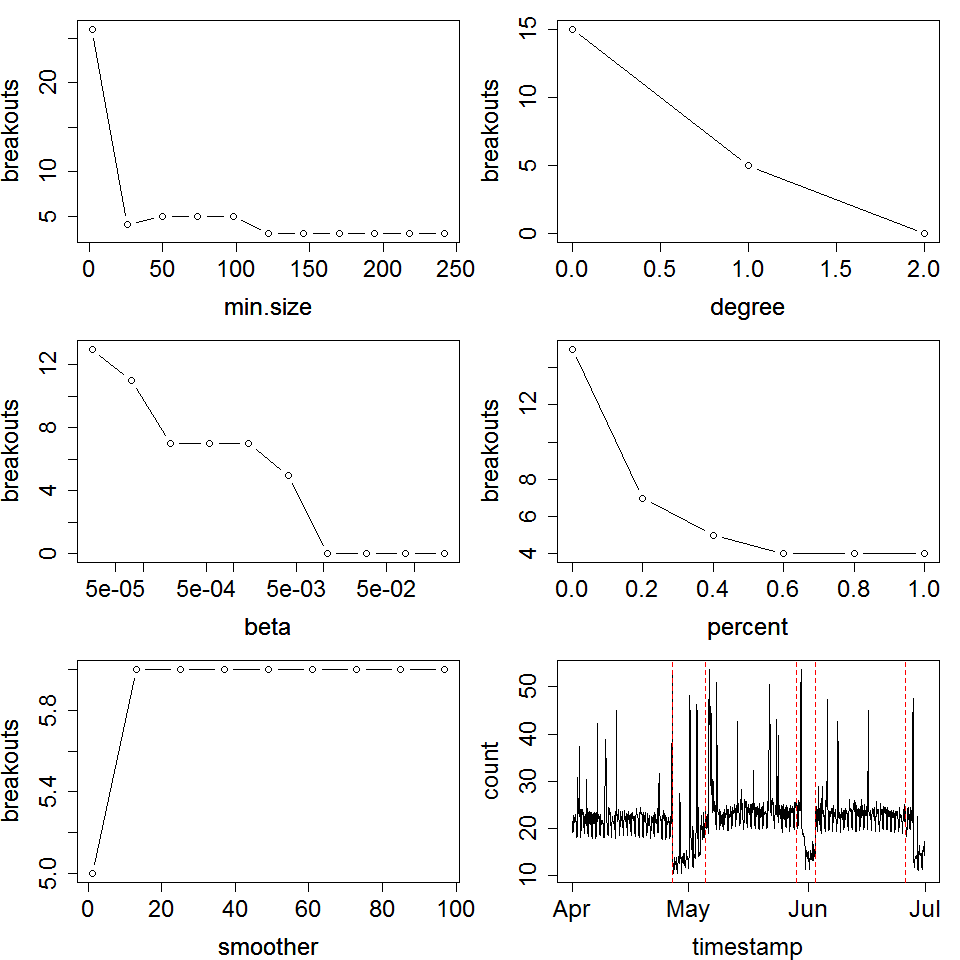 breakouts
20
10
5
0
50
100
150
200
250
min.size
breakouts
15
10
5
0
0.0
0.5
1.0
1.5
2.0
degree
breakouts
12
8
4
0
5e-05
5e-04
5e-03
5e-02
beta
breakouts
12
8
6
4
0.0
0.2
0.4
0.6
0.8
1.0
percent
breakouts
5.8
5.4
5.0
0
20
40
60
80
100
smoother
count
50
40
30
20
10
Apr
May
Jun
Jul
timestamp